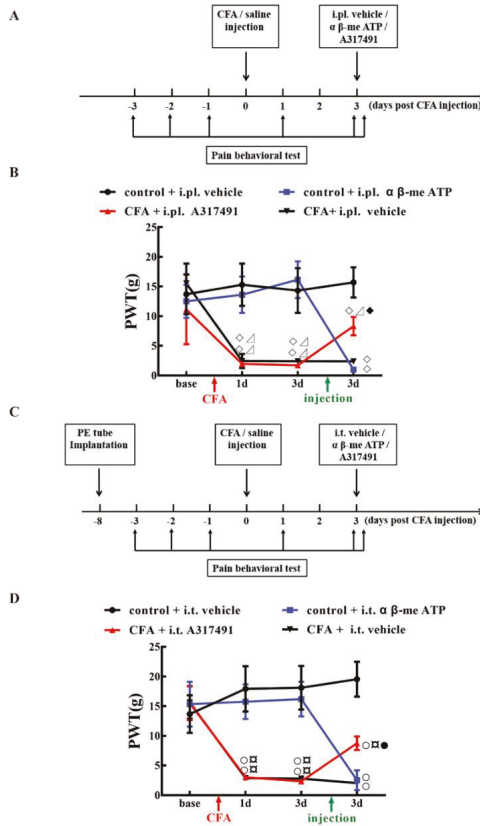 A
CFA / saline
injection
i.pl. vehicle /
α β-me ATP /
A317491
-3 -2 -1 0 1 2 3 (days post CFA injection)
Pain behavioral test
B
control + i.pl. vehicle control + i.pl. α β-me ATP
CFA + i.pl. A317491 CFA+ i.pl. vehicle
PWT(g)
25
20
15
10
5
0
base 1d 3d 3d
CFA injection
C
PE tube
Implantation
CFA / saline
injection
i.t. vehicle /
α β-me ATP /
A317491
-8 -3 -2 -1 0 1 2 3 (days post CFA injection)
Pain behavioral test
D
control + i.t. vehicle control + i.t. α β-me ATP
CFA + i.t. A317491 CFA + i.t. vehicle
PWT(g)
25
20
15
10
5
0
base 1d 3d 3d
CFA injection